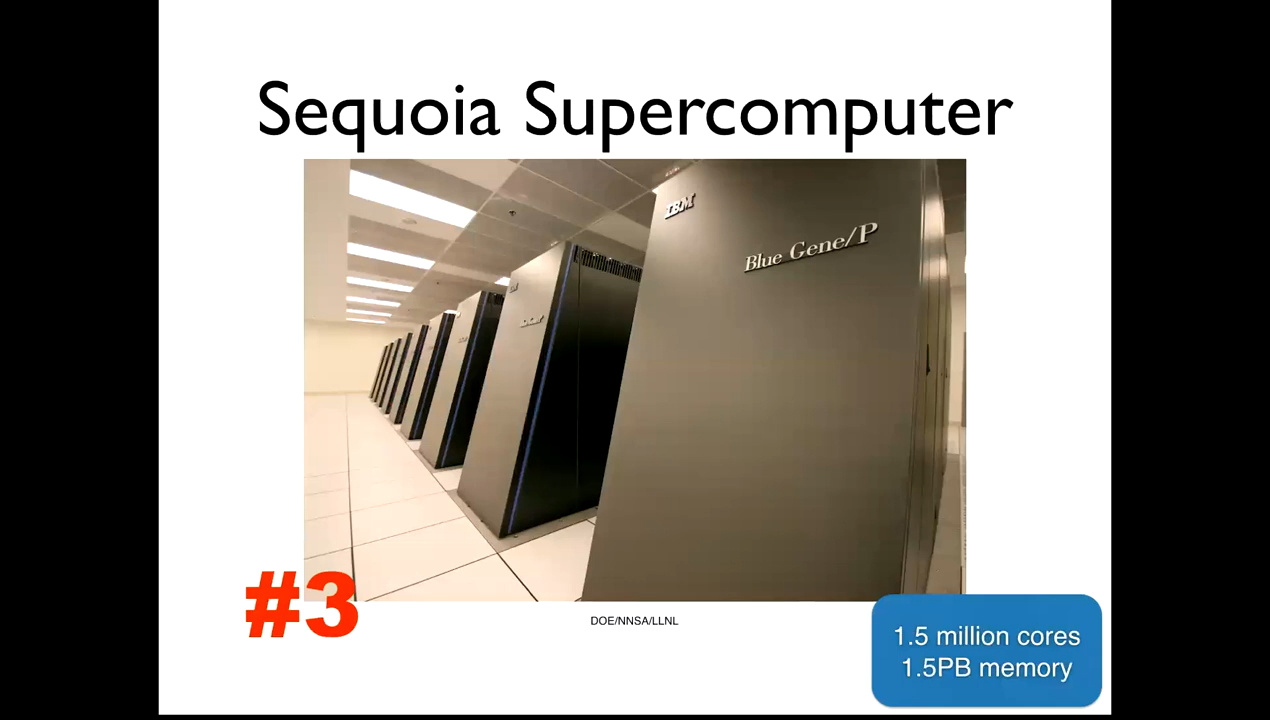 Sequoia Supercomputer
IBM
Blue Gene/P
#3
DOE/NNSA/LLNL
1.5 million cores
1.5PB memory